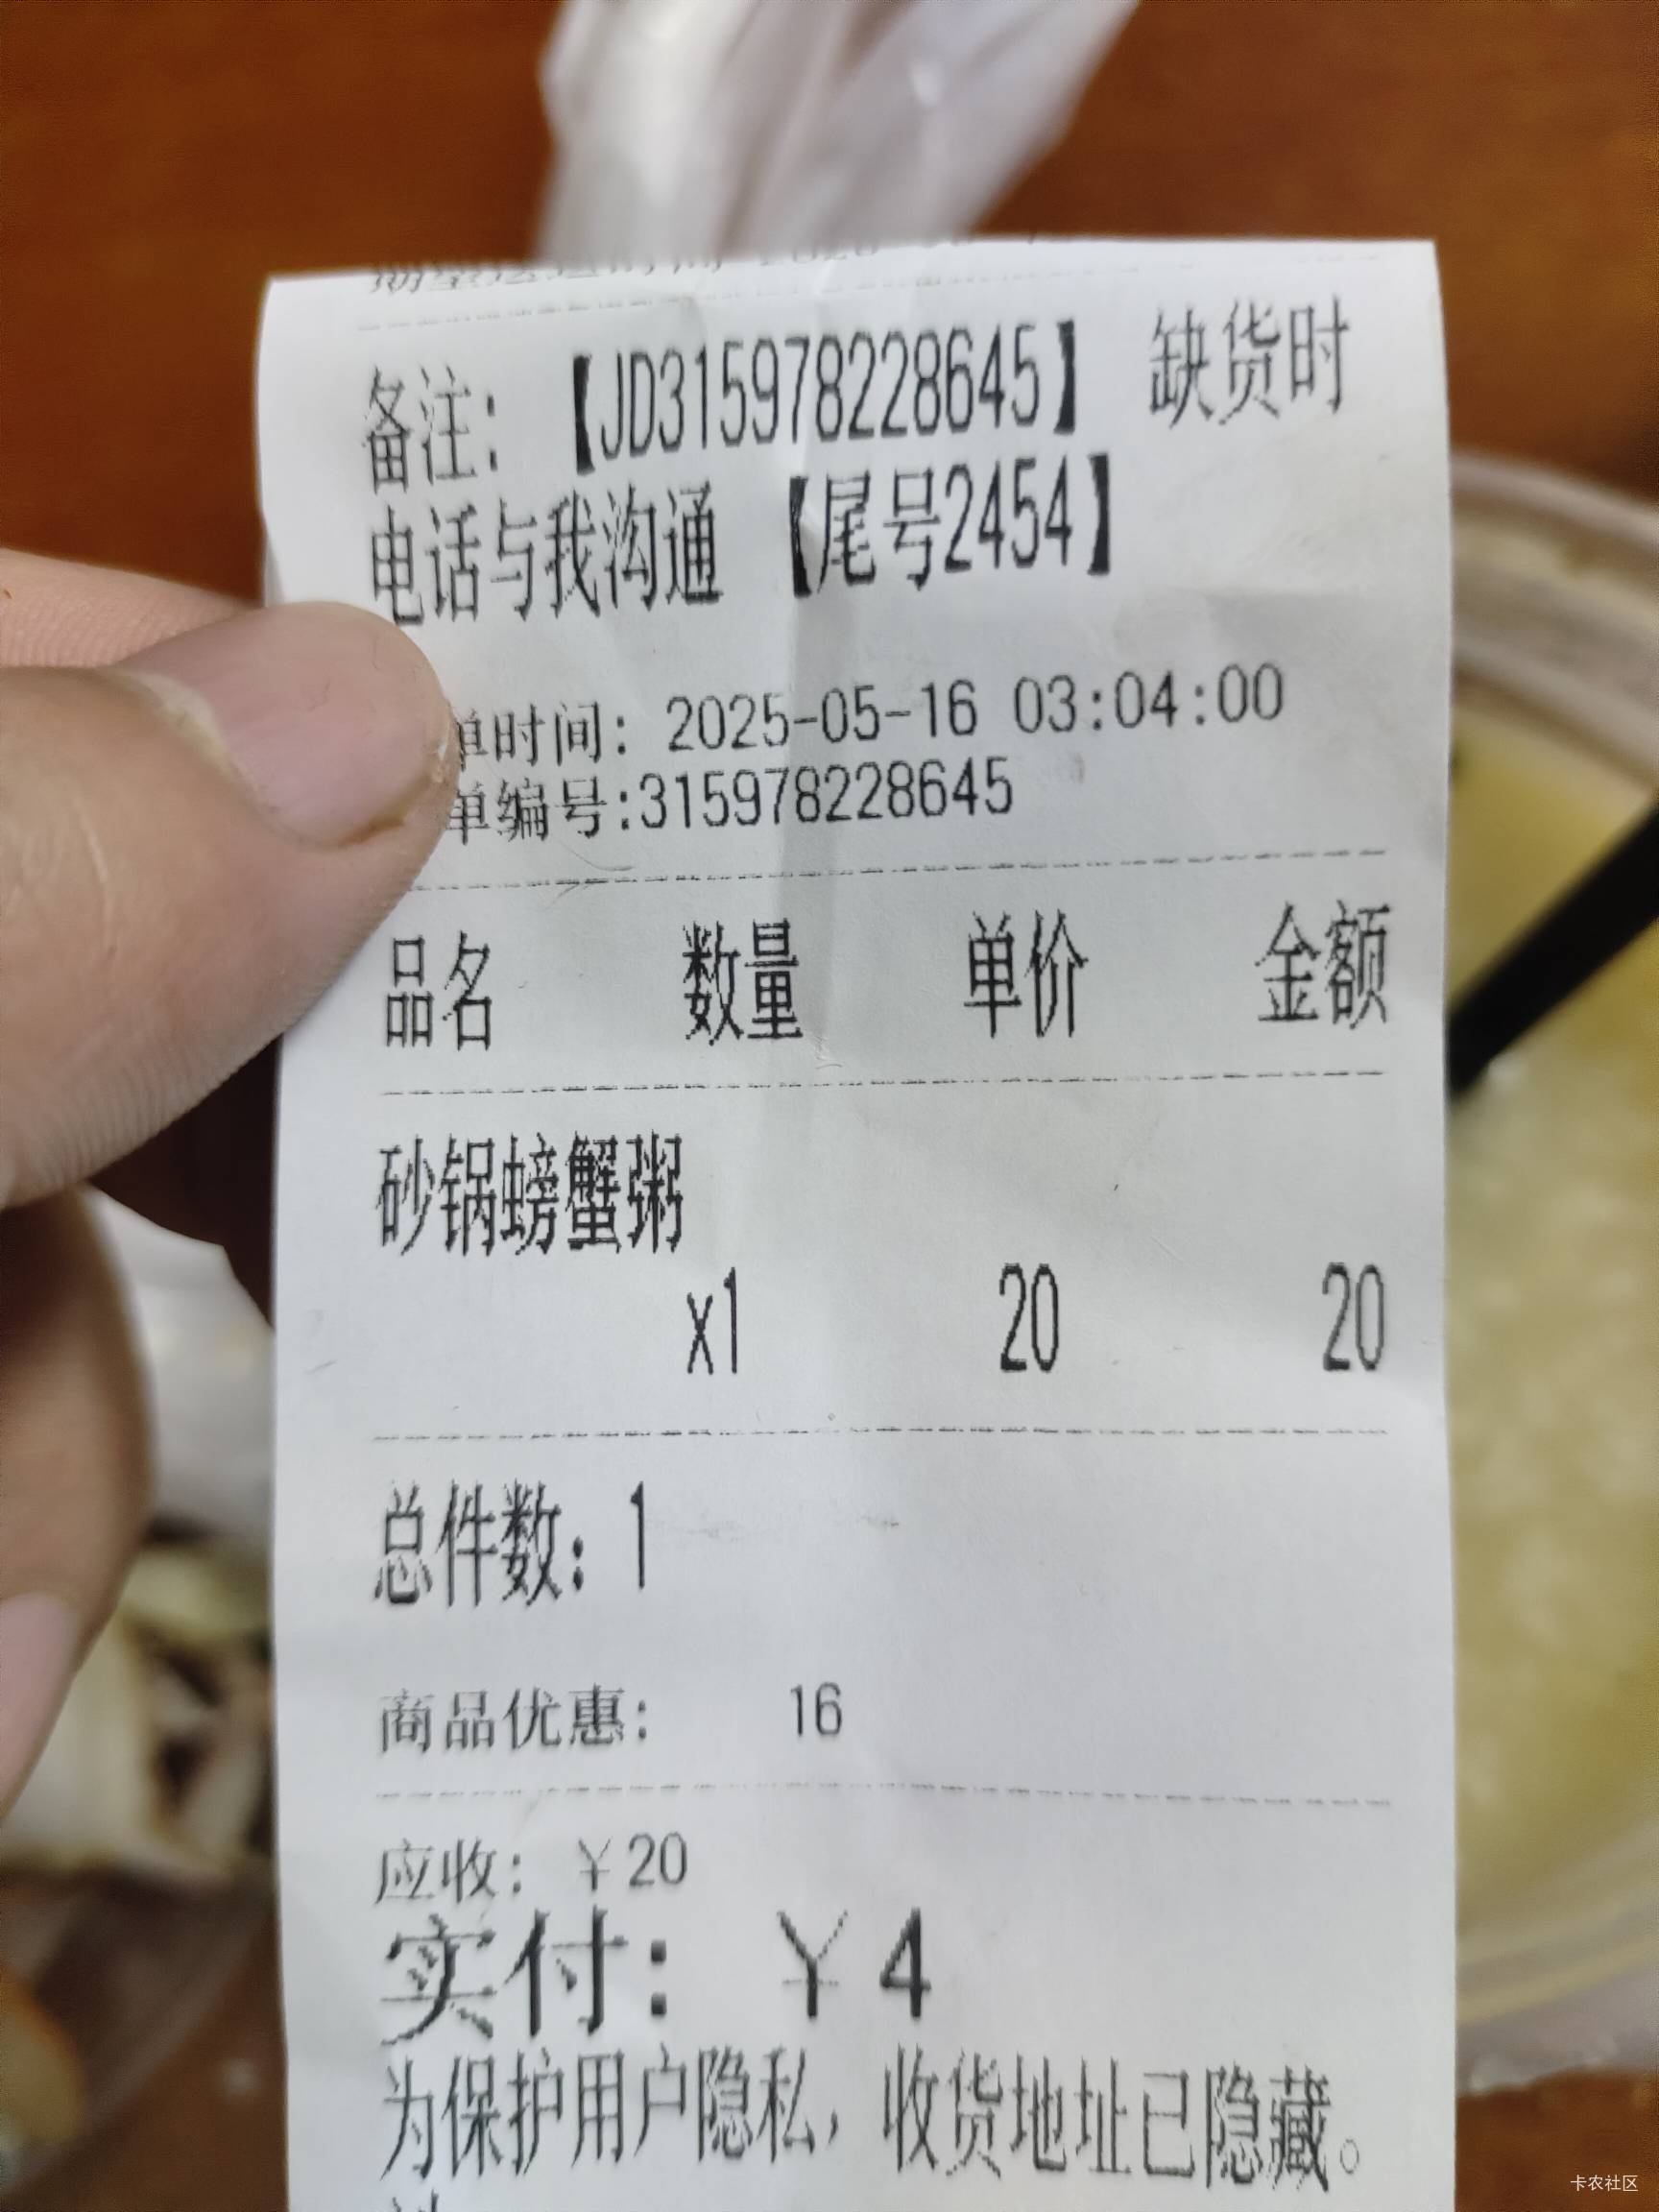 备注：【JD315978228645】 缺货时
电话与我沟通 【尾号2454】
单时间：2025-05-16 03:04:00
单编号:315978228645
品名 数量 单价 金额
砂锅螃蟹粥
x1 20 20
总件数：1
商品优惠： 16
应收：￥20
实付：￥4
为保护用户隐私，收货地址已隐藏。
卡农社区